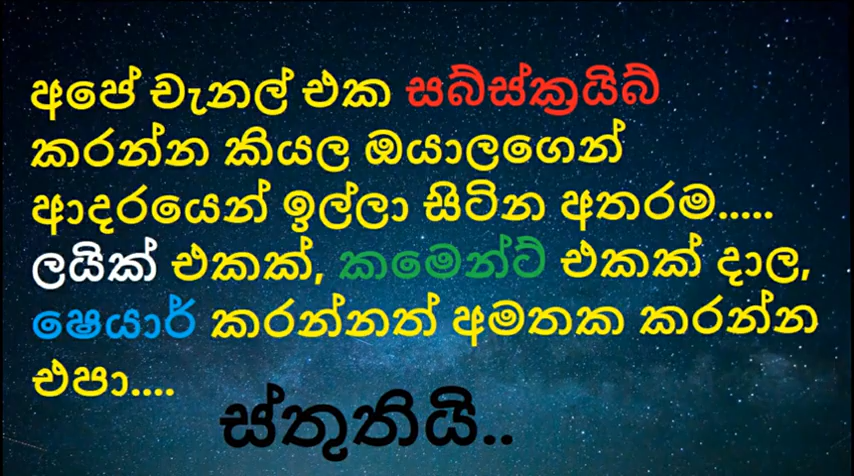 අපේ චැනල් එක සබ්ස්ක්‍රයිබ්
කරන්න කියල ඔයාලගෙන්
ආදරයෙන් ඉල්ලා සිටින අතරම.....
ලයික් එකක්, කමෙන්ට් එකක් දාල,
ෂෙයාර් කරන්නත් අමතක කරන්න
එපා....
ස්තූතියි..